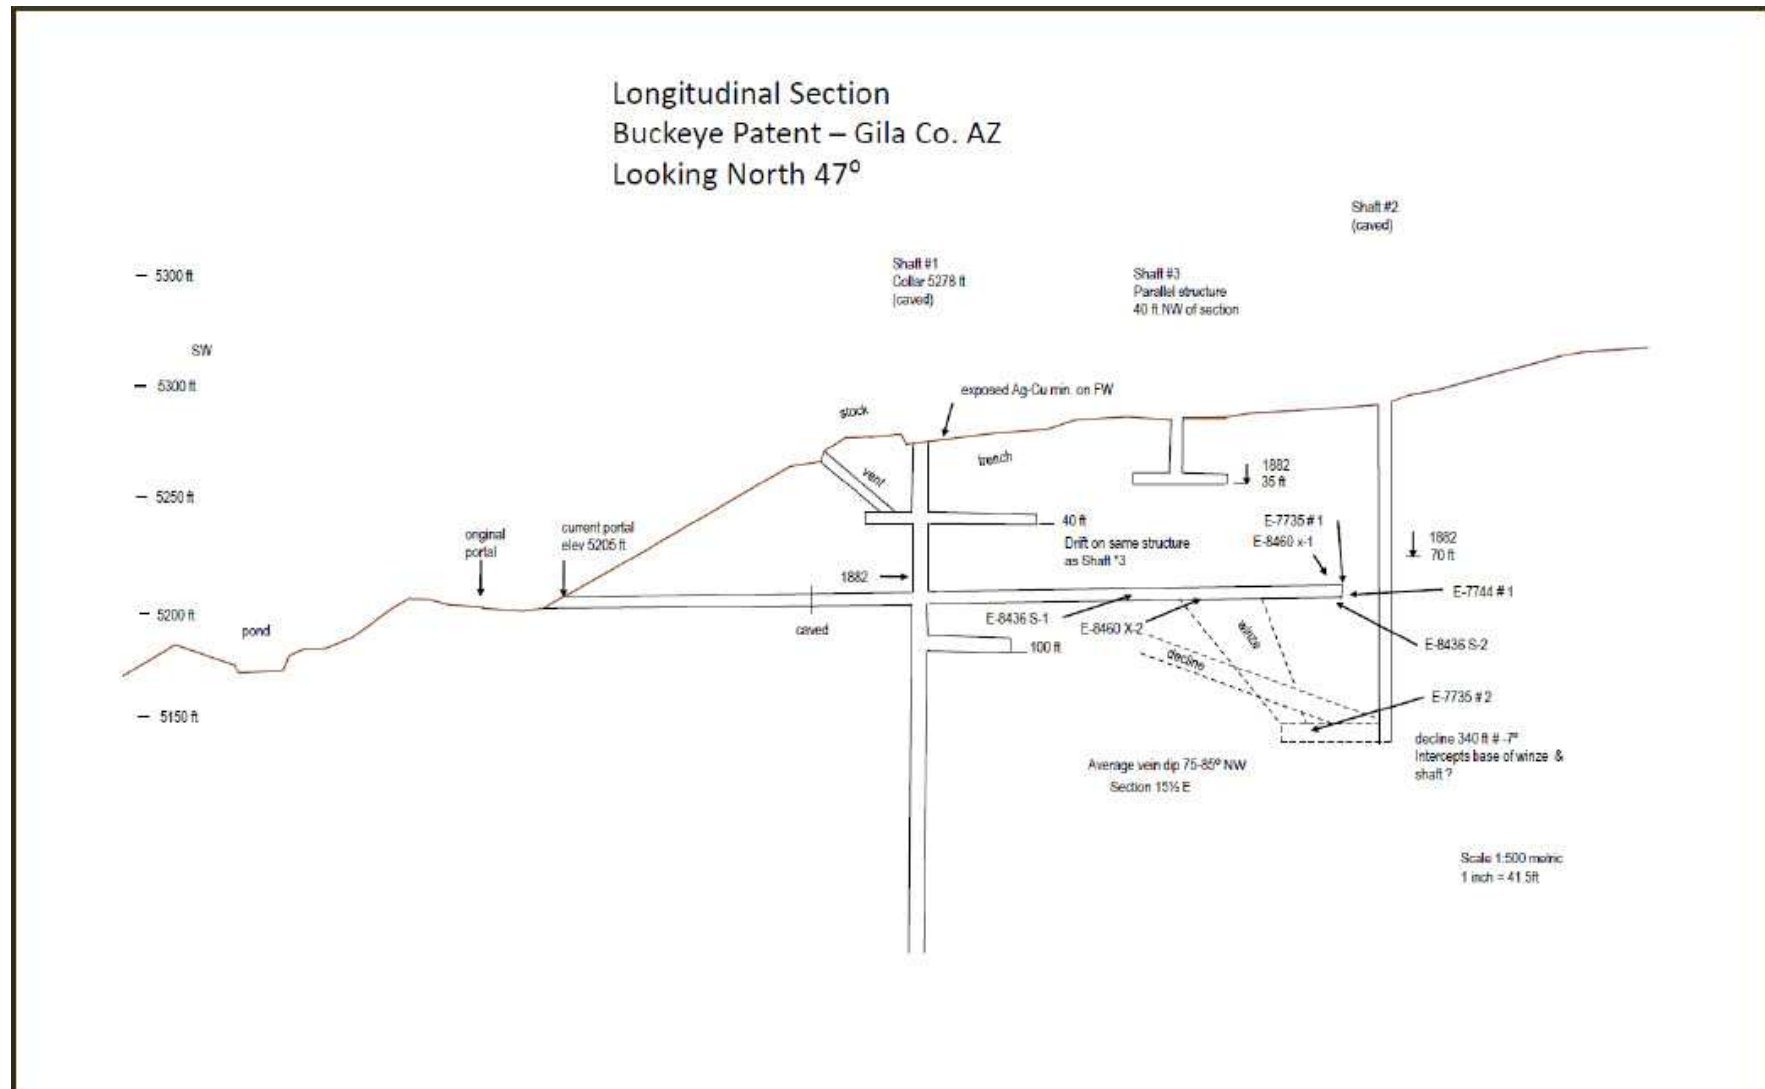 Longitudinal Section
Buckeye Patent – Gila Co. AZ
Looking North 47⁰
Shaft #2
(caved)
Shaft #1
Collar 5278 ft
(caved)
Shaft #3
Parallel structure
40 ft NW of section
5300 ft
SW
5300 ft
exposed Ag-Cu min. on FW
stock
trench
vent
1882
35 ft
5250 ft
original
portal
current portal
elev 5205 ft
40 ft
Drift on same structure
as Shaft *3
E-7735 #1
E-8460 x-1
1882
70 ft
1882
E-7744 #1
5200 ft
pond
caved
E-8436 S-1
E-8460 X-2
winze
E-8436 S-2
100 ft
decline
E-7735 #2
5150 ft
decline 340 ft # -7⁰
Intercepts base of winze &
shaft ?
Average vein dip 75-85⁰ NW
Section 15½ E
Scale 1:500 metric
1 inch = 41.5ft